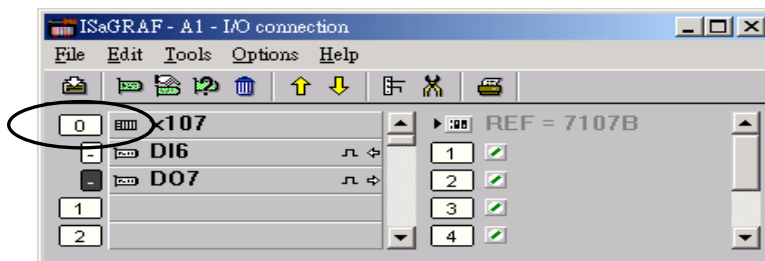 ISaGRAF - A1 - I/O connection
File Edit Tools Options Help
0 x107 REF = 7107B
- DI6 1
- DO7 2
1 3
2 4